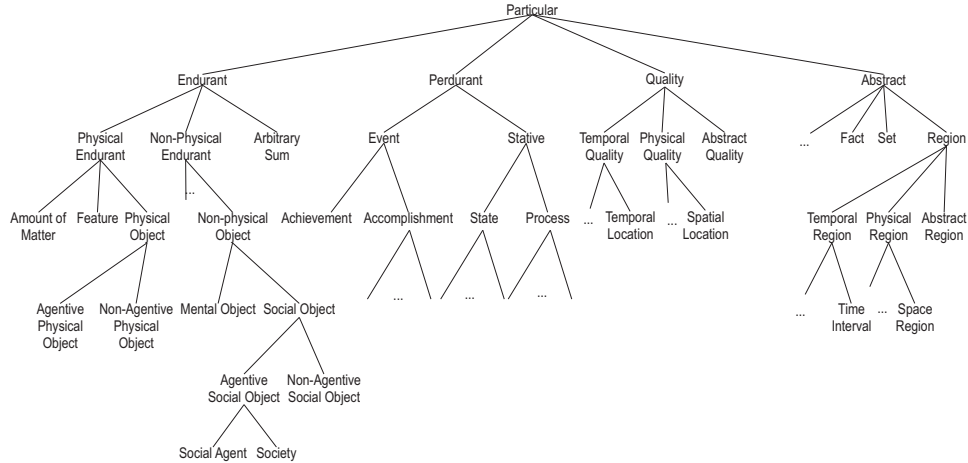 Particular
Endurant Perdurant Quality Abstract
Physical Non-Physical Arbitrary Event Stative Temporal Physical Abstract ... Fact Set Region
Endurant Endurant Sum Quality Quality Quality
...
Amount of Feature Physical Non-physical Achievement Accomplishment State Process ... Temporal ... Spatial Temporal Physical Abstract
Matter Object Object Location Location Region Region Region
... ... ...
Agentive Non-Agentive Mental Object Social Object ... Time ... Space
Physical Physical Interval Region
Object Object
Agentive Non-Agentive
Social Object Social Object
Social Agent Society